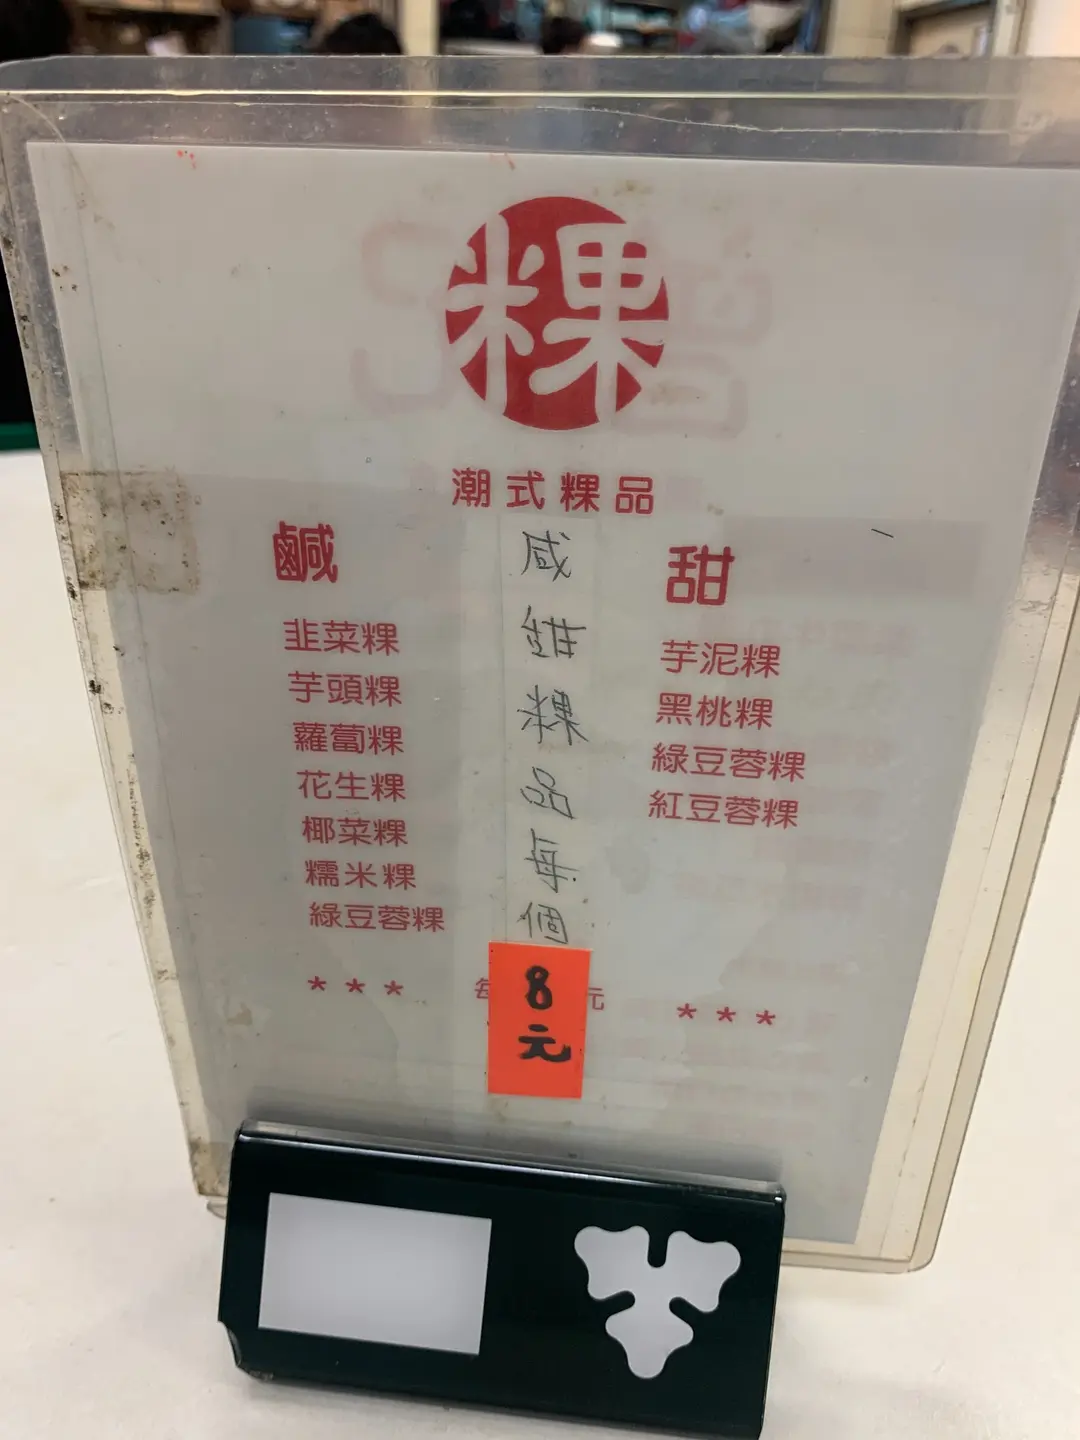 粿
潮式粿品
鹹
韭菜粿
芋頭粿
蘿蔔粿
花生粿
椰菜粿
糯米粿
綠豆蓉粿
甜
芋泥粿
黑桃粿
綠豆蓉粿
紅豆蓉粿
咸甜粿品每個
8元
*** 元 ***